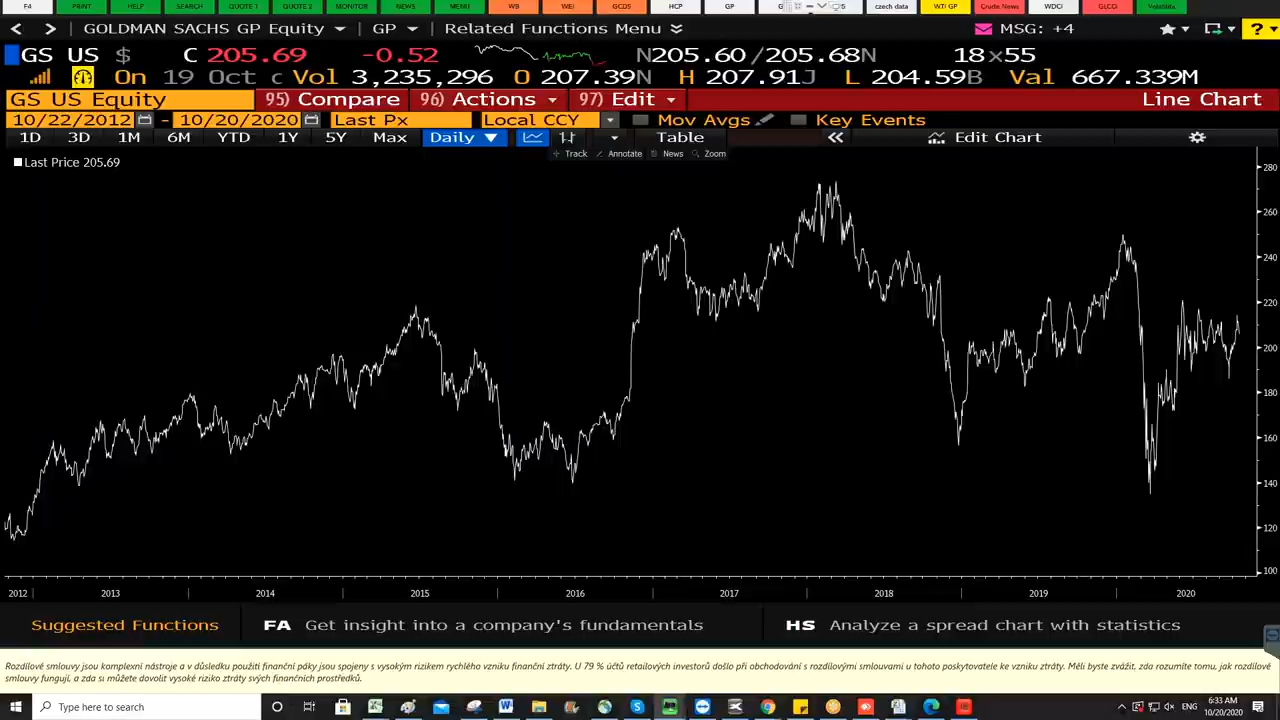 F4 PRINT HELP SEARCH QUOTE 1 QUOTE 2 MONITOR NEWS MENU WB WEI GCDS HCP GP czech data WTI GP Crude News WDCI GLCO Volatilita
GOLDMAN SACHS GP Equity GP Related Functions Menu MSG: +4 ?
GS US $ C 205.69 -0.52 N205.60/205.68N 18×55
On 19 Oct c Vol 3,235,296 O 207.39N H 207.91J L 204.59B Val 667.339M
GS US Equity 95) Compare 96) Actions 97) Edit Line Chart
10/22/2012 - 10/20/2020 Last Px Local CCY Mov Avgs Key Events
1D 3D 1M 6M YTD 1Y 5Y Max Daily Table Edit Chart
Track Annotate News Zoom
Last Price 205.69
280
260
240
220
200
180
160
140
120
100
2012 2013 2014 2015 2016 2017 2018 2019 2020
Suggested Functions FA Get insight into a company's fundamentals HS Analyze a spread chart with statistics
Rozdílové smlouvy jsou komplexní nástroje a v důsledku použití finanční páky jsou spojeny s vysokým rizikem rychlého vzniku finanční ztráty. U 79 % účtů retailových investorů došlo při obchodování s rozdílovými smlouvami u tohoto poskytovatele ke vzniku ztráty. Měli byste zvážit, zda rozumíte tomu, jak rozdílové
smlouvy fungují, a zda si můžete dovolit vysoké riziko ztráty svých finančních prostředků.
Type here to search ENG 6:33 AM
10/20/2020